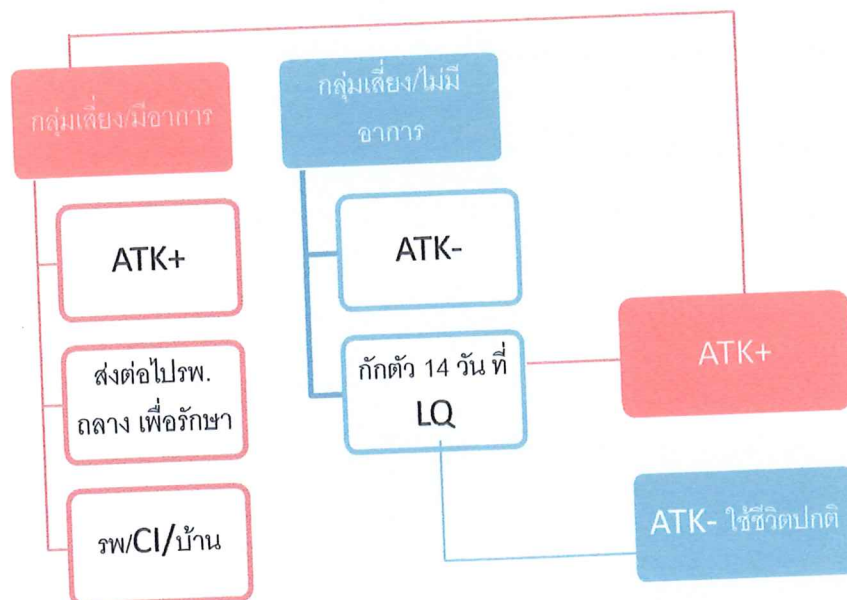 กลุ่มเสี่ยง/มีอาการ
ATK+
ส่งต่อไปรพ.
ถลาง เพื่อรักษา
รพ/CI/บ้าน
กลุ่มเสี่ยง/ไม่มี
อาการ
ATK-
กักตัว 14 วัน ที่
LQ
ATK+
ATK- ใช้ชีวิตปกติ